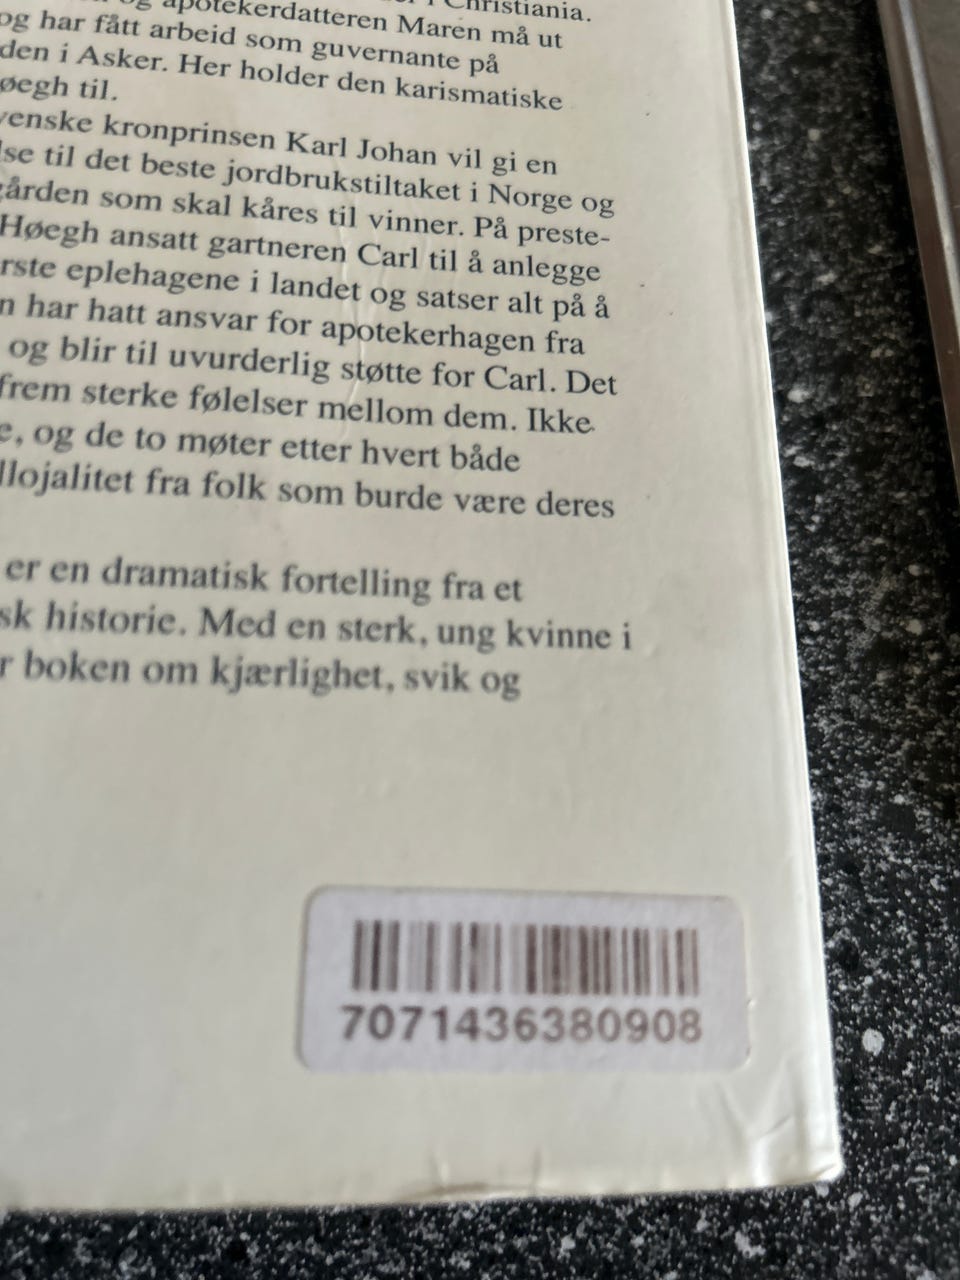 og apotekerdatteren Maren må ut
og har fått arbeid som guvernante på
den i Asker. Her holder den karismatiske
øegh til.
venske kronprinsen Karl Johan vil gi en
lse til det beste jordbrukstiltaket i Norge og
gården som skal kåres til vinner. På preste-
Høegh ansatt gartneren Carl til å anlegge
rste eplehagene i landet og satser alt på å
n har hatt ansvar for apotekerhagen fra
og blir til uvurderlig støtte for Carl. Det
frem sterke følelser mellom dem. Ikke
e, og de to møter etter hvert både
llojalitet fra folk som burde være deres
er en dramatisk fortelling fra et
sk historie. Med en sterk, ung kvinne i
r boken om kjærlighet, svik og
7071436380908